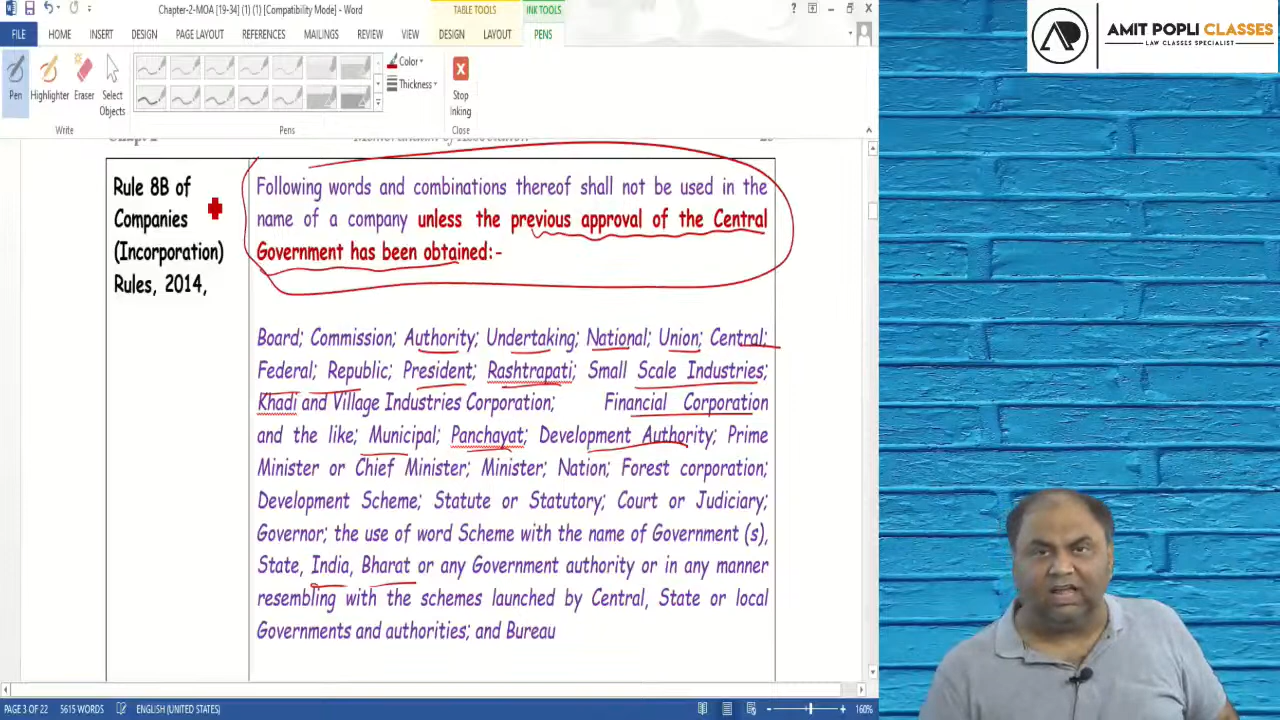 Chapter-2-MOA [19-34] (1) (1) [Compatibility Mode] - Word
TABLE TOOLS
INK TOOLS
FILE
HOME
INSERT
DESIGN
PAGE LAYOUT
REFERENCES
MAILINGS
REVIEW
VIEW
DESIGN
LAYOUT
PENS
Pen
Highlighter
Eraser
Select Objects
Color
Thickness
Stop Inking
Write
Pens
Close
AMIT POPLI CLASSES
LAW CLASSES SPECIALIST
Rule 8B of
Companies
(Incorporation)
Rules, 2014,
Following words and combinations thereof shall not be used in the
name of a company unless the previous approval of the Central
Government has been obtained:-
Board; Commission; Authority; Undertaking; National; Union; Central;
Federal; Republic; President; Rashtrapati; Small Scale Industries;
Khadi and Village Industries Corporation; Financial Corporation
and the like; Municipal; Panchayat; Development Authority; Prime
Minister or Chief Minister; Minister; Nation; Forest corporation;
Development Scheme; Statute or Statutory; Court or Judiciary;
Governor; the use of word Scheme with the name of Government (s),
State, India, Bharat or any Government authority or in any manner
resembling with the schemes launched by Central, State or local
Governments and authorities; and Bureau
PAGE 3 OF 22
5615 WORDS
ENGLISH (UNITED STATES)
160%